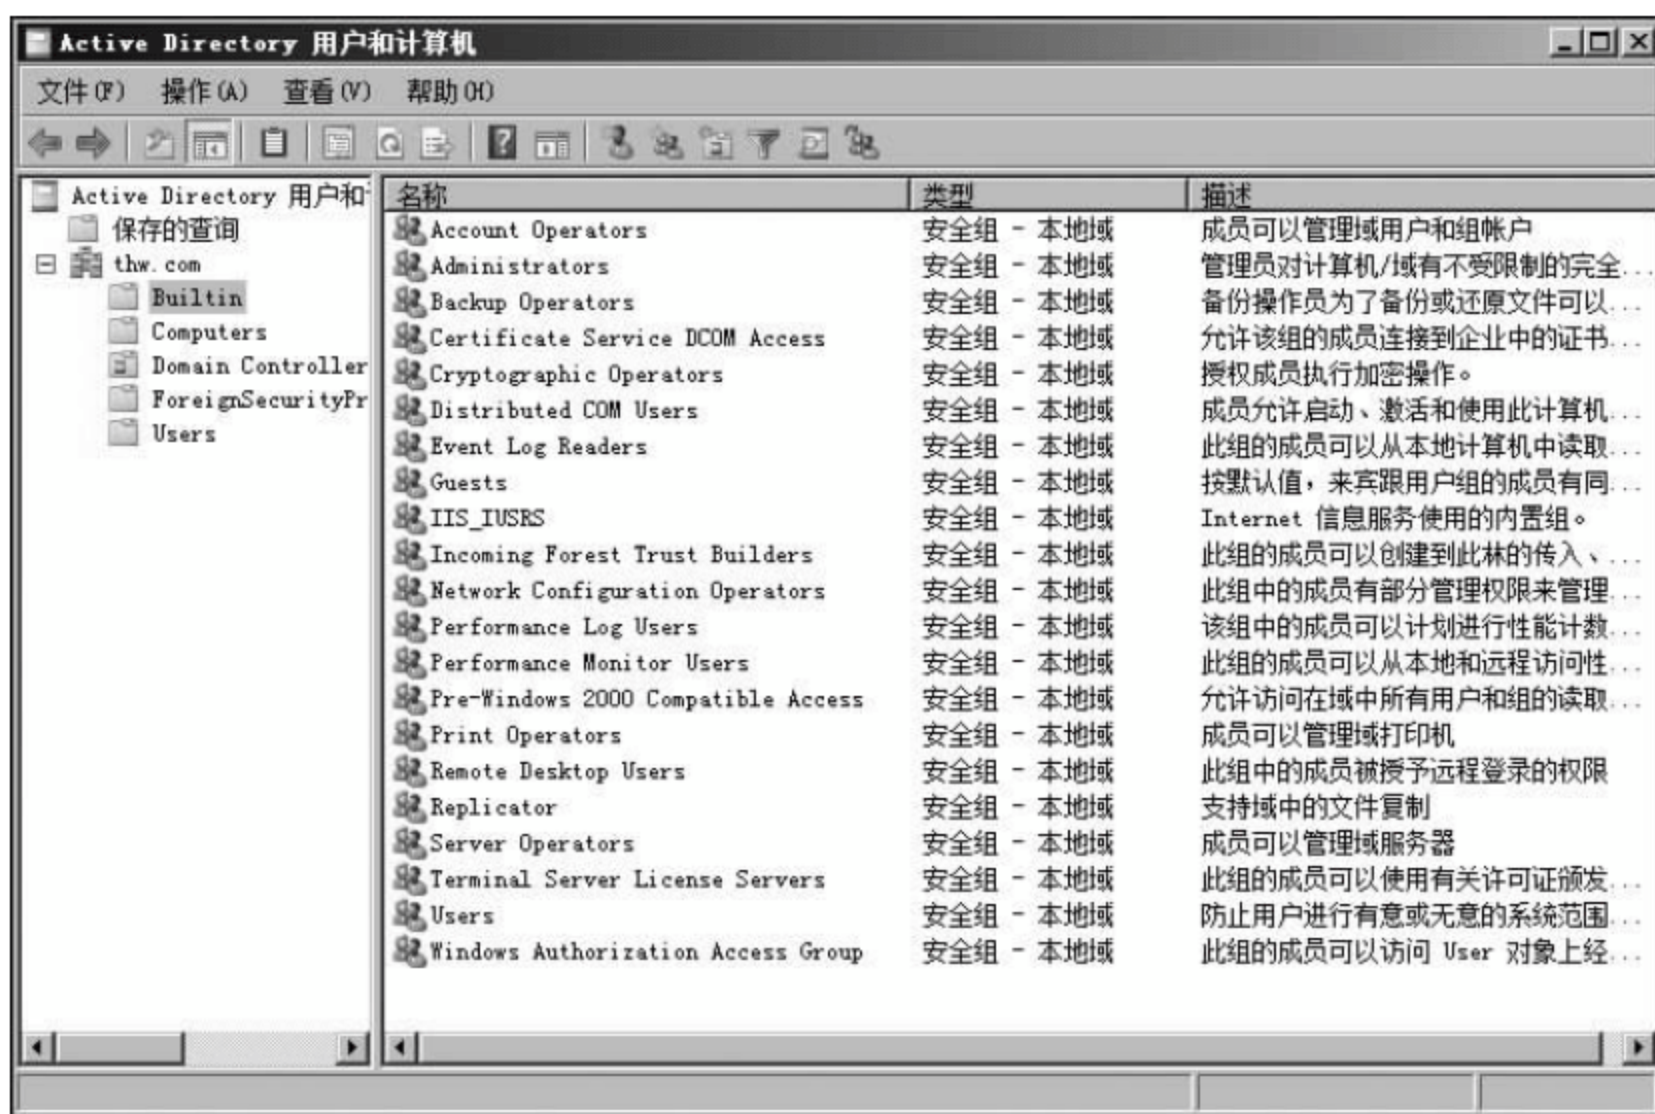 Active Directory 用户和计算机
文件(F) 操作(A) 查看(V) 帮助(H)
Active Directory 用户和
保存的查询
thw.com
Builtin
Computers
Domain Controller
ForeignSecurityPr
Users
名称 类型 描述
Account Operators 安全组 - 本地域 成员可以管理域用户和组帐户
Administrators 安全组 - 本地域 管理员对计算机/域有不受限制的完全...
Backup Operators 安全组 - 本地域 备份操作员为了备份或还原文件可以...
Certificate Service DCOM Access 安全组 - 本地域 允许该组的成员连接到企业中的证书...
Cryptographic Operators 安全组 - 本地域 授权成员执行加密操作。
Distributed COM Users 安全组 - 本地域 成员允许启动、激活和使用此计算机...
Event Log Readers 安全组 - 本地域 此组的成员可以从本地计算机中读取...
Guests 安全组 - 本地域 按默认值，来宾跟用户组的成员有同...
IIS_IUSRS 安全组 - 本地域 Internet 信息服务使用的内置组。
Incoming Forest Trust Builders 安全组 - 本地域 此组的成员可以创建到此林的传入、...
Network Configuration Operators 安全组 - 本地域 此组中的成员有部分管理权限来管理...
Performance Log Users 安全组 - 本地域 该组中的成员可以计划进行性能计数...
Performance Monitor Users 安全组 - 本地域 此组的成员可以从本地和远程访问性...
Pre-Windows 2000 Compatible Access 安全组 - 本地域 允许访问在域中所有用户和组的读取...
Print Operators 安全组 - 本地域 成员可以管理域打印机
Remote Desktop Users 安全组 - 本地域 此组中的成员被授予远程登录的权限
Replicator 安全组 - 本地域 支持域中的文件复制
Server Operators 安全组 - 本地域 成员可以管理域服务器
Terminal Server License Servers 安全组 - 本地域 此组的成员可以使用有关许可证颁发...
Users 安全组 - 本地域 防止用户进行有意或无意的系统范围...
Windows Authorization Access Group 安全组 - 本地域 此组的成员可以访问 User 对象上经...